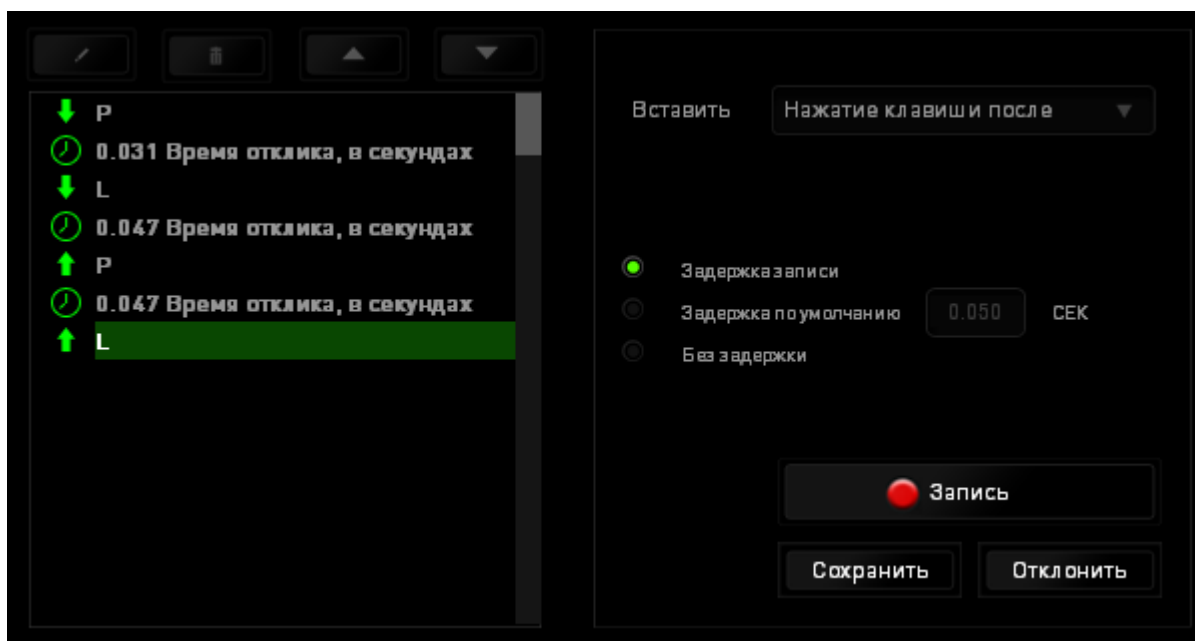 P
0.031 Время отклика, в секундах
L
0.047 Время отклика, в секундах
P
0.047 Время отклика, в секундах
L
Вставить Нажатие клавиши после
Задержка записи
Задержка по умолчанию 0.050 СЕК
Без задержки
Запись
Сохранить Отклонить